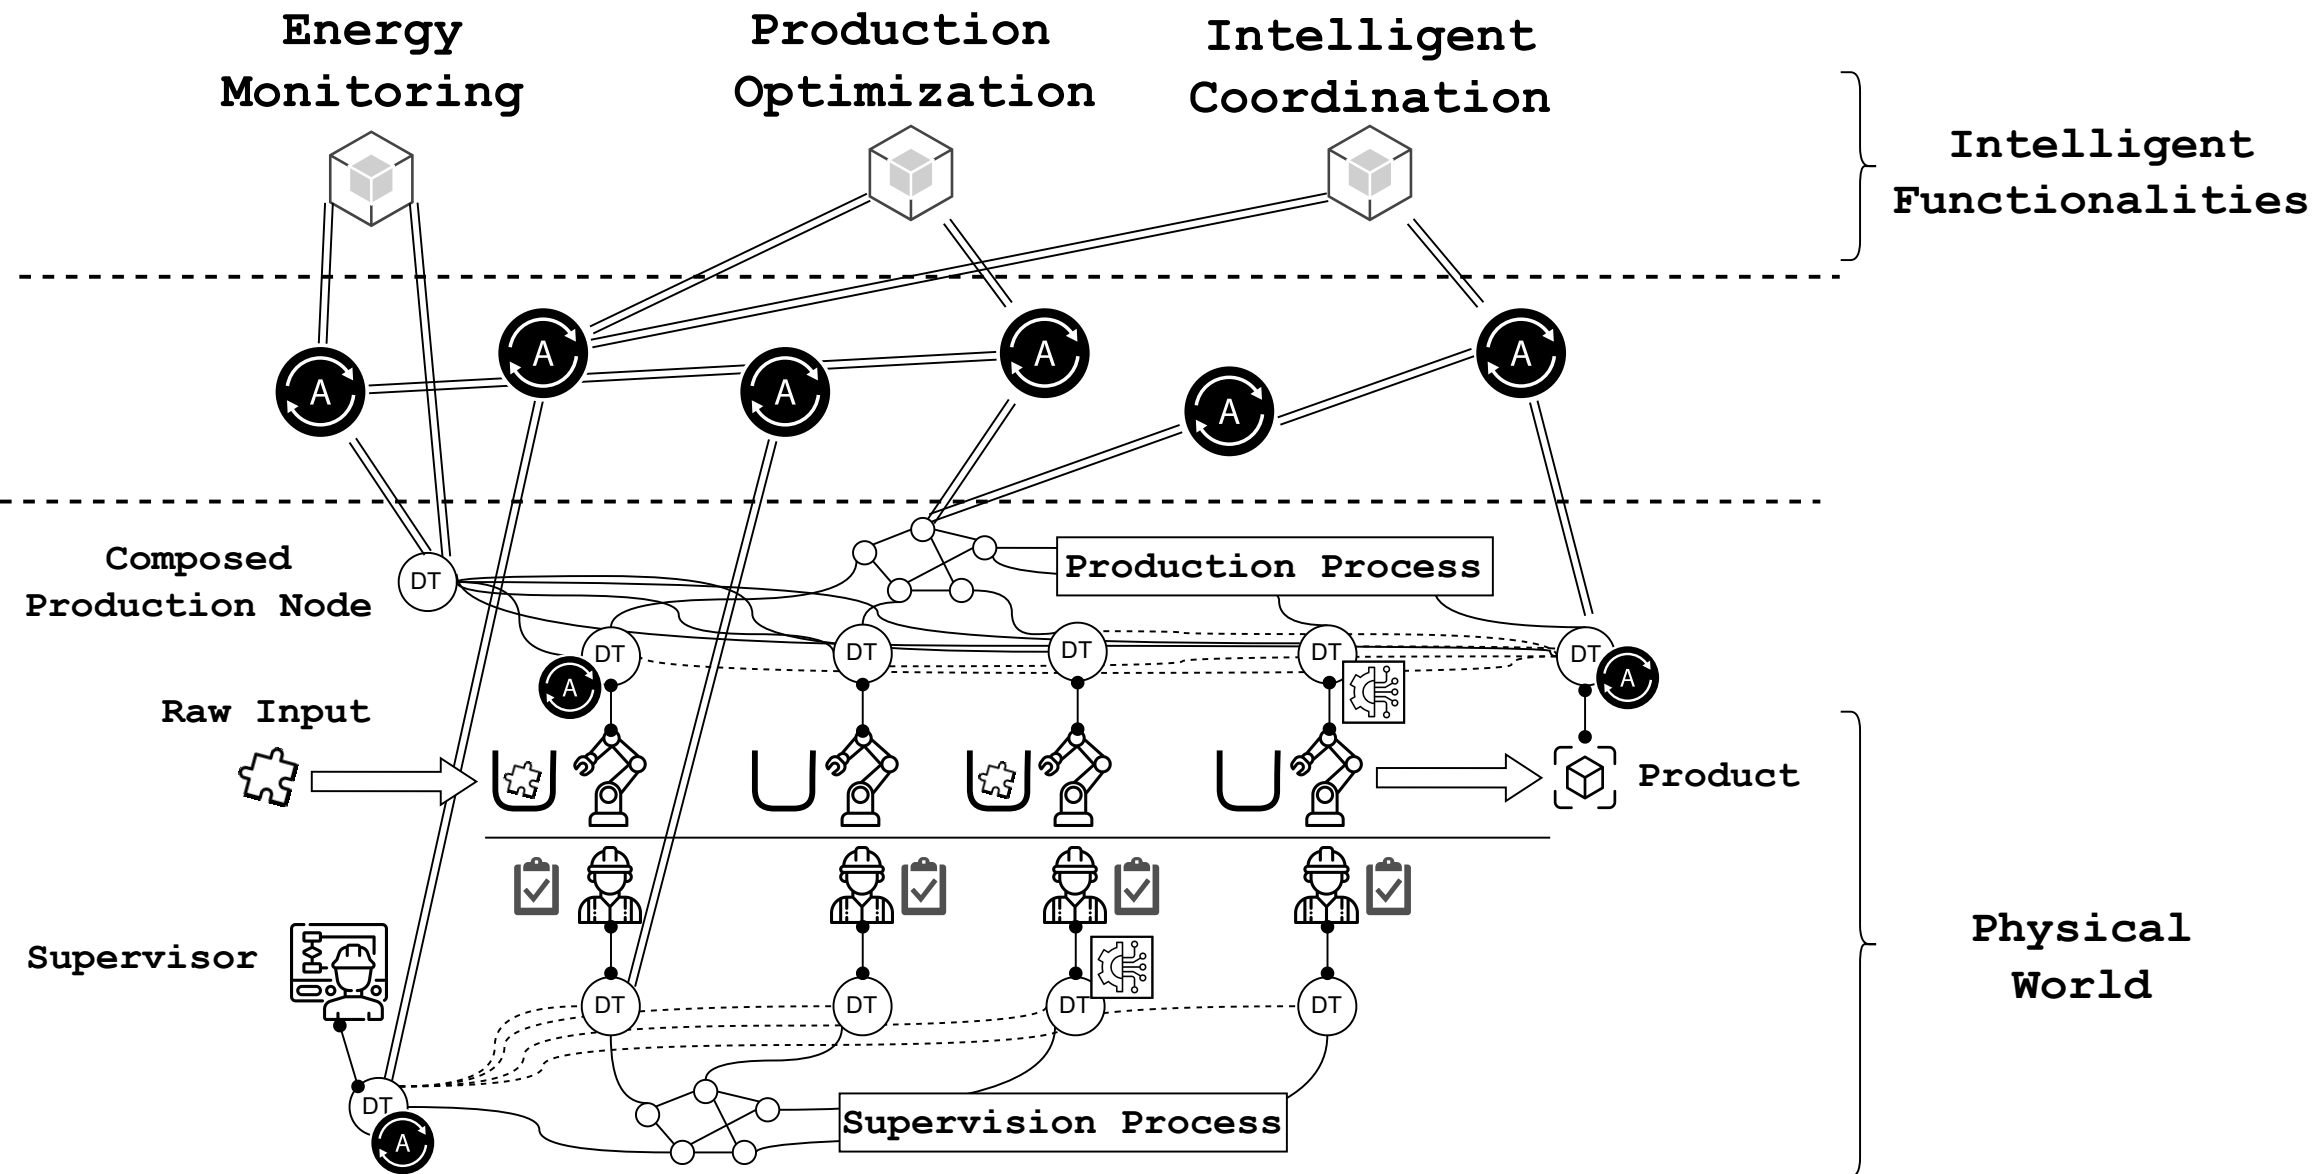 Energy
Monitoring
Production
Optimization
Intelligent
Coordination
Intelligent
Functionalities
A
A
A
A
A
A
Composed
Production Node
DT
Production Process
DT
DT
DT
DT
DT
A
A
Raw Input
Product
Supervisor
Physical
World
DT
DT
DT
DT
DT
A
Supervision Process